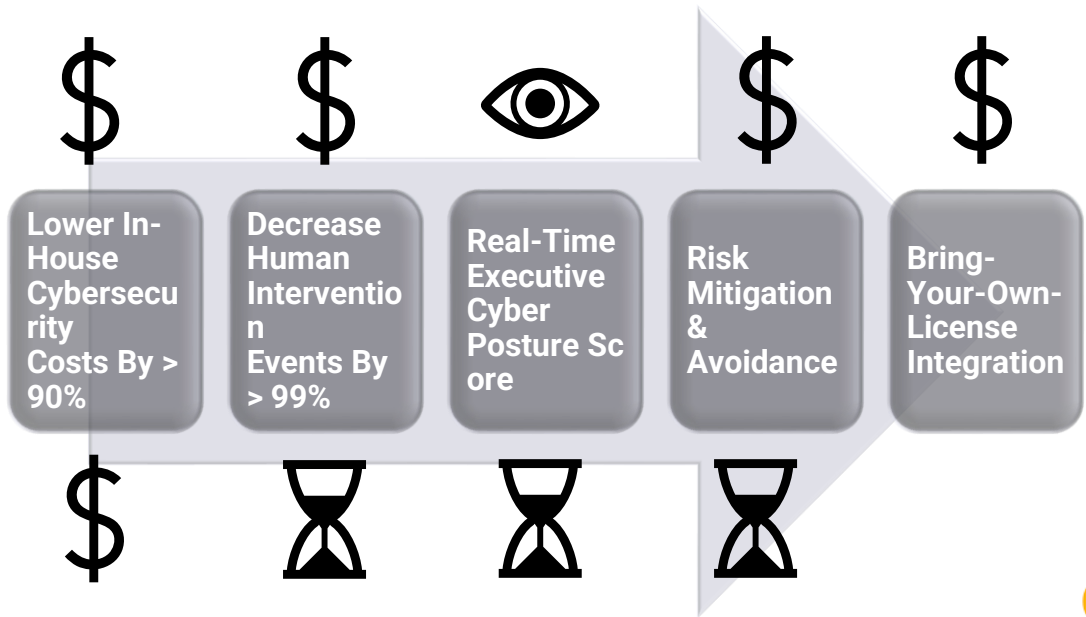 Lower In-
House
Cybersecu
rity
Costs By >
90%
Decrease
Human
Interventio
n
Events By
> 99%
Real-Time
Executive
Cyber
Posture Sc
ore
Risk
Mitigation
&
Avoidance
Bring-
Your-Own-
License
Integration